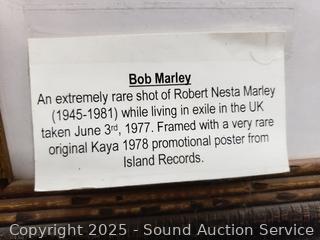 Bob Marley
An extremely rare shot of Robert Nesta Marley
(1945-1981) while living in exile in the UK
taken June 3rd, 1977. Framed with a very rare
original Kaya 1978 promotional poster from
Island Records.
Copyright 2025 - Sound Auction Service